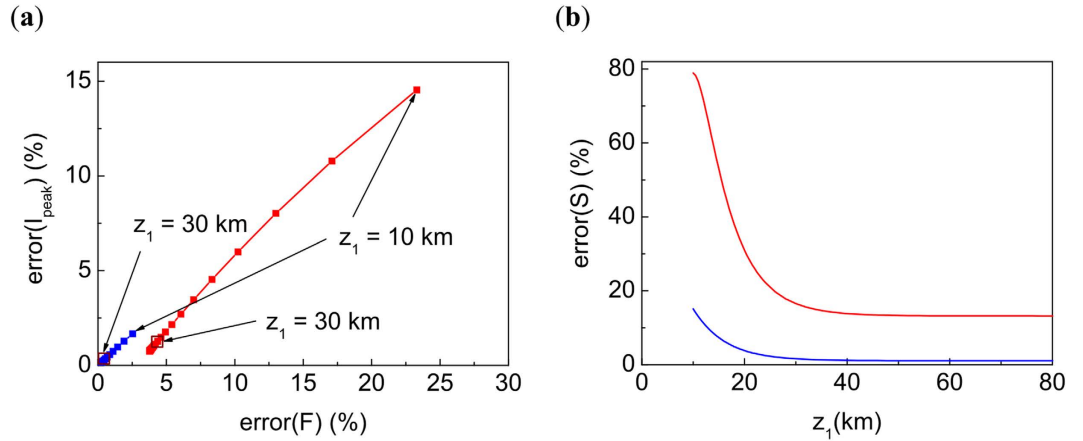 (a)
(b)
15
10
5
0
error(I_peak) (%)
z_1 = 30 km
z_1 = 10 km
z_1 = 30 km
0 5 10 15 20 25 30
error(F) (%)
80
60
40
20
0
error(S) (%)
0 20 40 60 80
z_1(km)